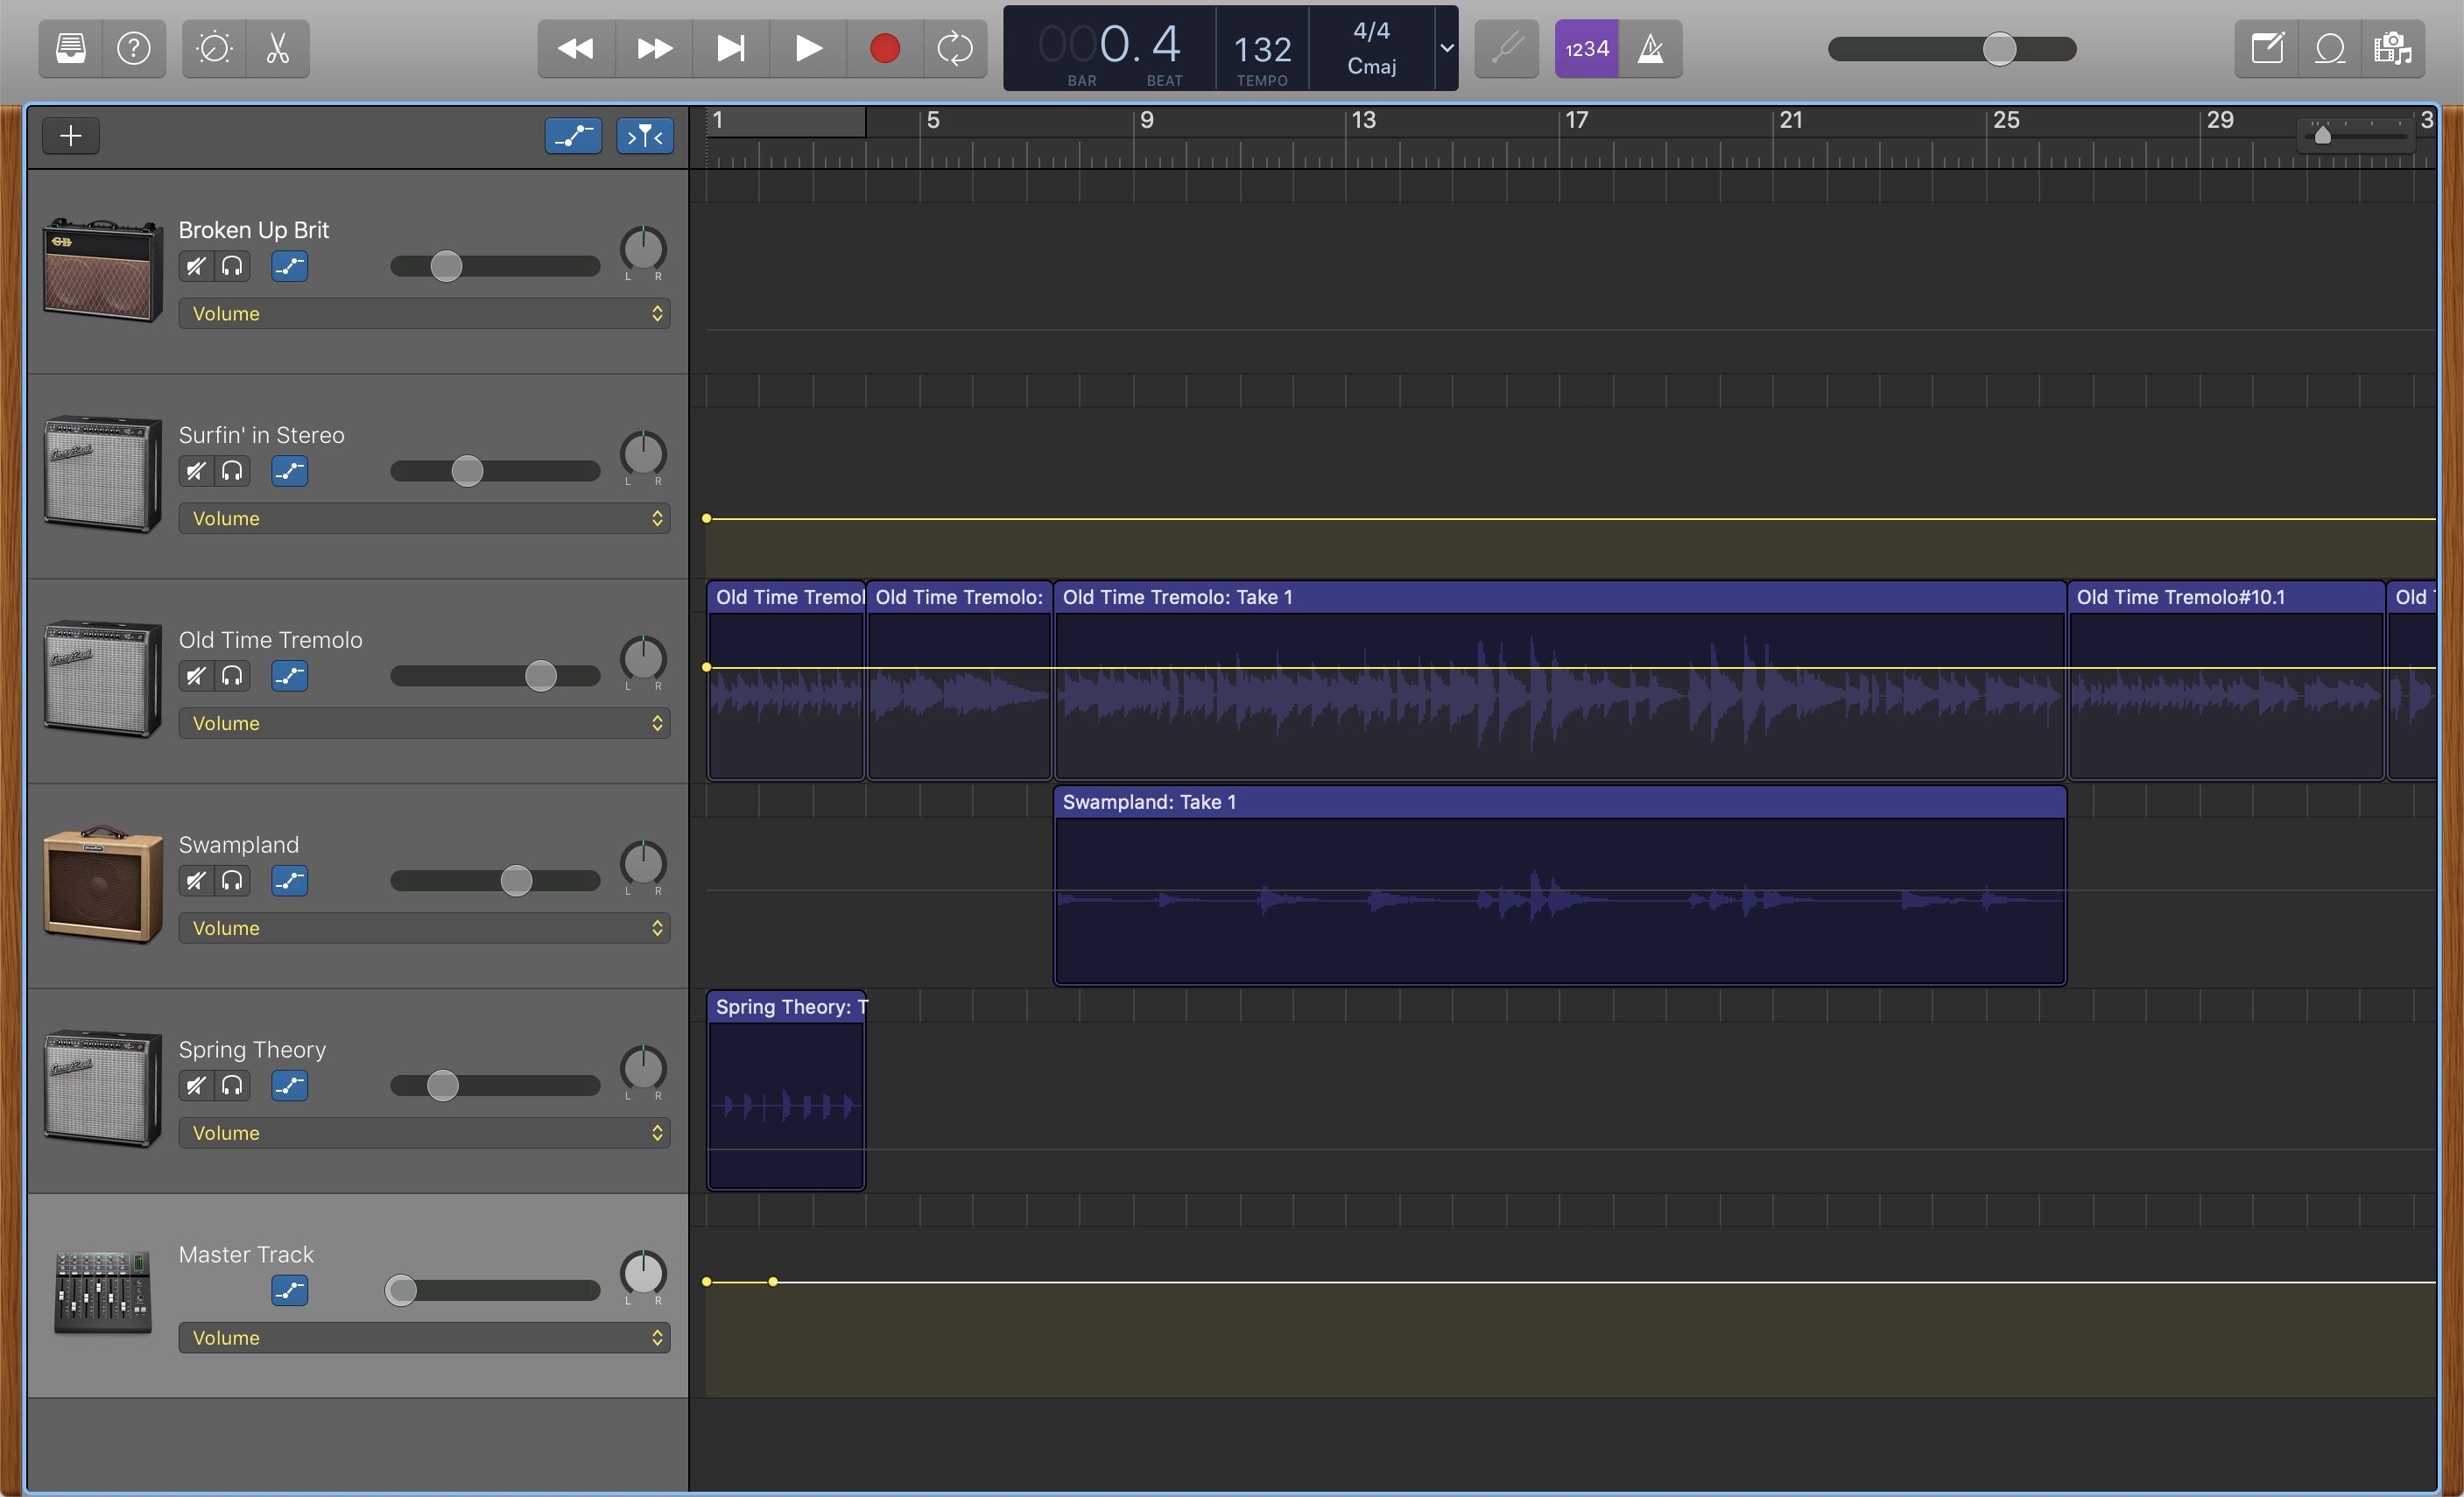 000. 4 132 4/4 1234
Cmaj
BAR BEAT TEMPO
1 5 9 13 17 21 25 29 3
Broken Up Brit
L R
Volume
Surfin' in Stereo
L R
Volume
Old Time Tremol Old Time Tremolo: Old Time Tremolo: Take 1 Old Time Tremolo#10.1 Old
Old Time Tremolo
L R
Volume
Swampland: Take 1
Swampland
L R
Volume
Spring Theory: T
Spring Theory
L R
Volume
Master Track
L R
Volume